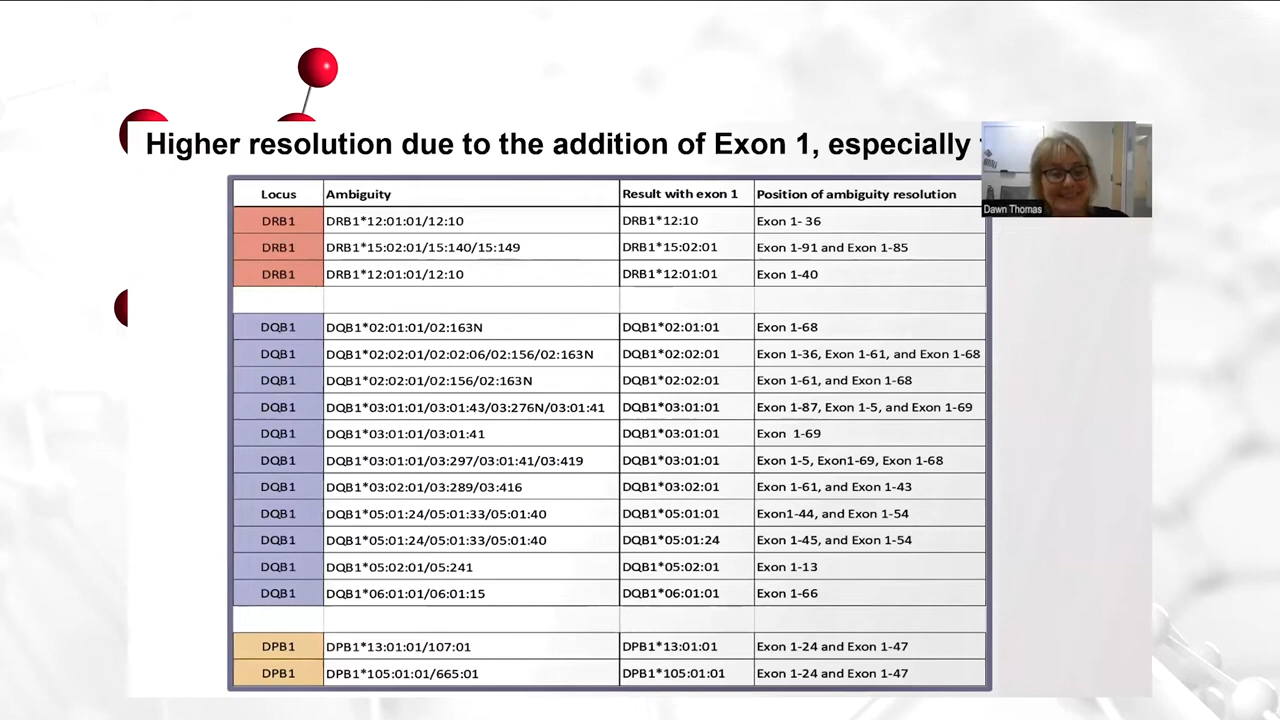 Higher resolution due to the addition of Exon 1, especially
Dawn Thomas
Locus Ambiguity Result with exon 1 Position of ambiguity resolution
DRB1 DRB1*12:01:01/12:10 DRB1*12:10 Exon 1- 36
DRB1 DRB1*15:02:01/15:140/15:149 DRB1*15:02:01 Exon 1-91 and Exon 1-85
DRB1 DRB1*12:01:01/12:10 DRB1*12:01:01 Exon 1-40
DQB1 DQB1*02:01:01/02:163N DQB1*02:01:01 Exon 1-68
DQB1 DQB1*02:02:01/02:02:06/02:156/02:163N DQB1*02:02:01 Exon 1-36, Exon 1-61, and Exon 1-68
DQB1 DQB1*02:02:01/02:156/02:163N DQB1*02:02:01 Exon 1-61, and Exon 1-68
DQB1 DQB1*03:01:01/03:01:43/03:276N/03:01:41 DQB1*03:01:01 Exon 1-87, Exon 1-5, and Exon 1-69
DQB1 DQB1*03:01:01/03:01:41 DQB1*03:01:01 Exon 1-69
DQB1 DQB1*03:01:01/03:297/03:01:41/03:419 DQB1*03:01:01 Exon 1-5, Exon1-69, Exon 1-68
DQB1 DQB1*03:02:01/03:289/03:416 DQB1*03:02:01 Exon 1-61, and Exon 1-43
DQB1 DQB1*05:01:24/05:01:33/05:01:40 DQB1*05:01:01 Exon1-44, and Exon 1-54
DQB1 DQB1*05:01:24/05:01:33/05:01:40 DQB1*05:01:24 Exon 1-45, and Exon 1-54
DQB1 DQB1*05:02:01/05:241 DQB1*05:02:01 Exon 1-13
DQB1 DQB1*06:01:01/06:01:15 DQB1*06:01:01 Exon 1-66
DPB1 DPB1*13:01:01/107:01 DPB1*13:01:01 Exon 1-24 and Exon 1-47
DPB1 DPB1*105:01:01/665:01 DPB1*105:01:01 Exon 1-24 and Exon 1-47